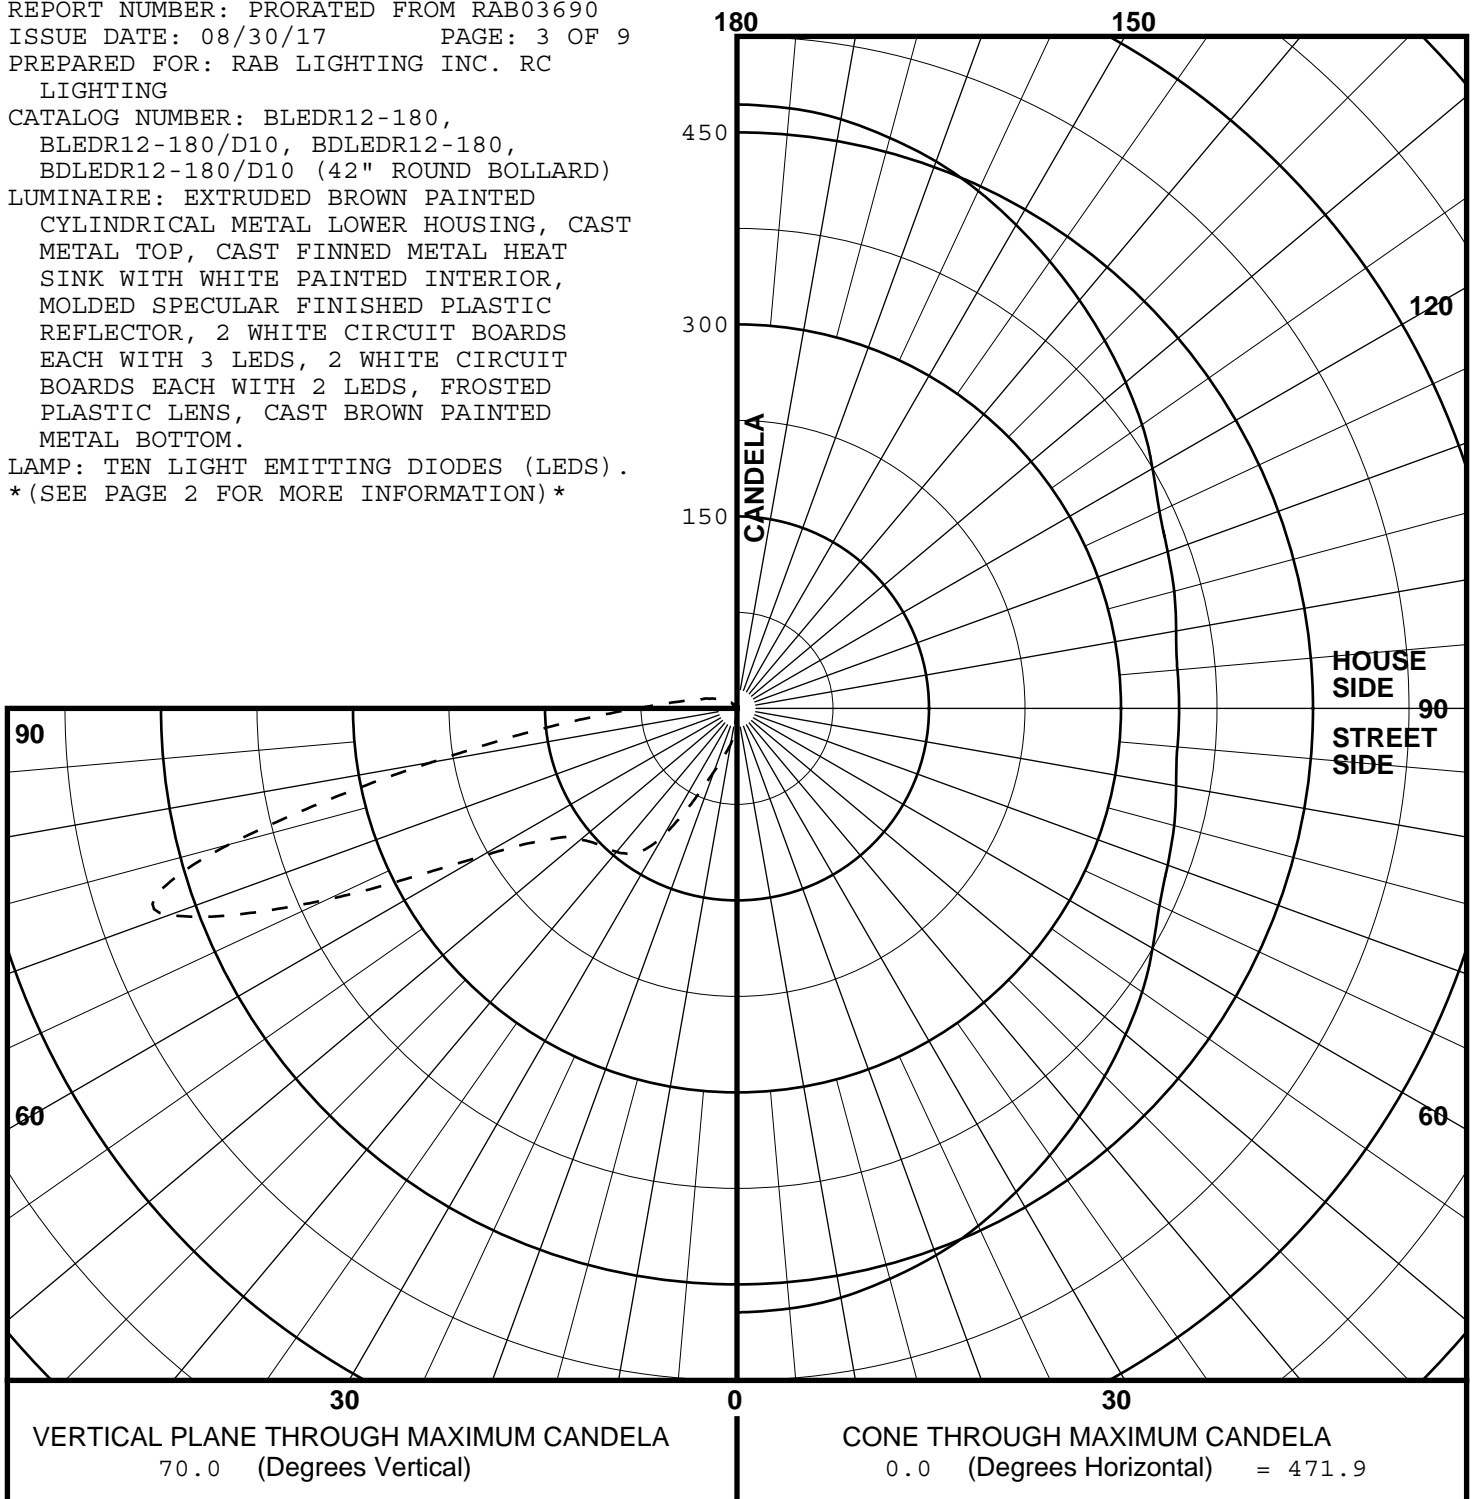 REPORT NUMBER: PRORATED FROM RAB03690
ISSUE DATE: 08/30/17 PAGE: 3 OF 9
PREPARED FOR: RAB LIGHTING INC. RC
LIGHTING
CATALOG NUMBER: BLEDR12-180,
BLEDR12-180/D10, BDLEDR12-180,
BDLEDR12-180/D10 (42" ROUND BOLLARD)
LUMINAIRE: EXTRUDED BROWN PAINTED
CYLINDRICAL METAL LOWER HOUSING, CAST
METAL TOP, CAST FINNED METAL HEAT
SINK WITH WHITE PAINTED INTERIOR,
MOLDED SPECULAR FINISHED PLASTIC
REFLECTOR, 2 WHITE CIRCUIT BOARDS
EACH WITH 3 LEDS, 2 WHITE CIRCUIT
BOARDS EACH WITH 2 LEDS, FROSTED
PLASTIC LENS, CAST BROWN PAINTED
METAL BOTTOM.
LAMP: TEN LIGHT EMITTING DIODES (LEDS).
*(SEE PAGE 2 FOR MORE INFORMATION)*
180
150
450
120
300
CANDELA
150
HOUSE
SIDE
90
90
STREET
SIDE
60
60
30
0
30
VERTICAL PLANE THROUGH MAXIMUM CANDELA
70.0 (Degrees Vertical)
CONE THROUGH MAXIMUM CANDELA
0.0 (Degrees Horizontal) = 471.9